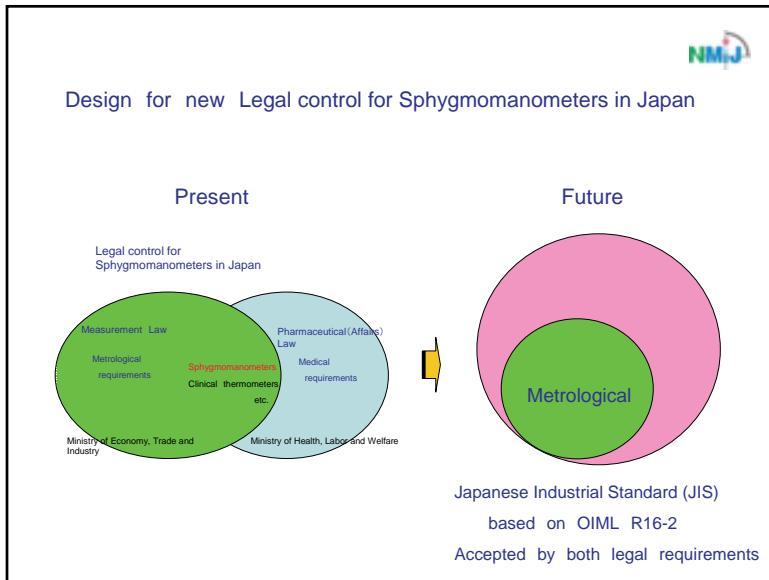 NMiJ
Design for new Legal control for Sphygmomanometers in Japan
Present
Future
Legal control for
Sphygmomanometers in Japan
Measurement Law
Metrological
requirements
Sphygmomanometers
Clinical thermometers
etc.
Pharmaceutical(Affairs)
Law
Medical
requirements
Ministry of Economy, Trade and
Industry
Ministry of Health, Labor and Welfare
Metrological
Japanese Industrial Standard (JIS)
based on OIML R16-2
Accepted by both legal requirements